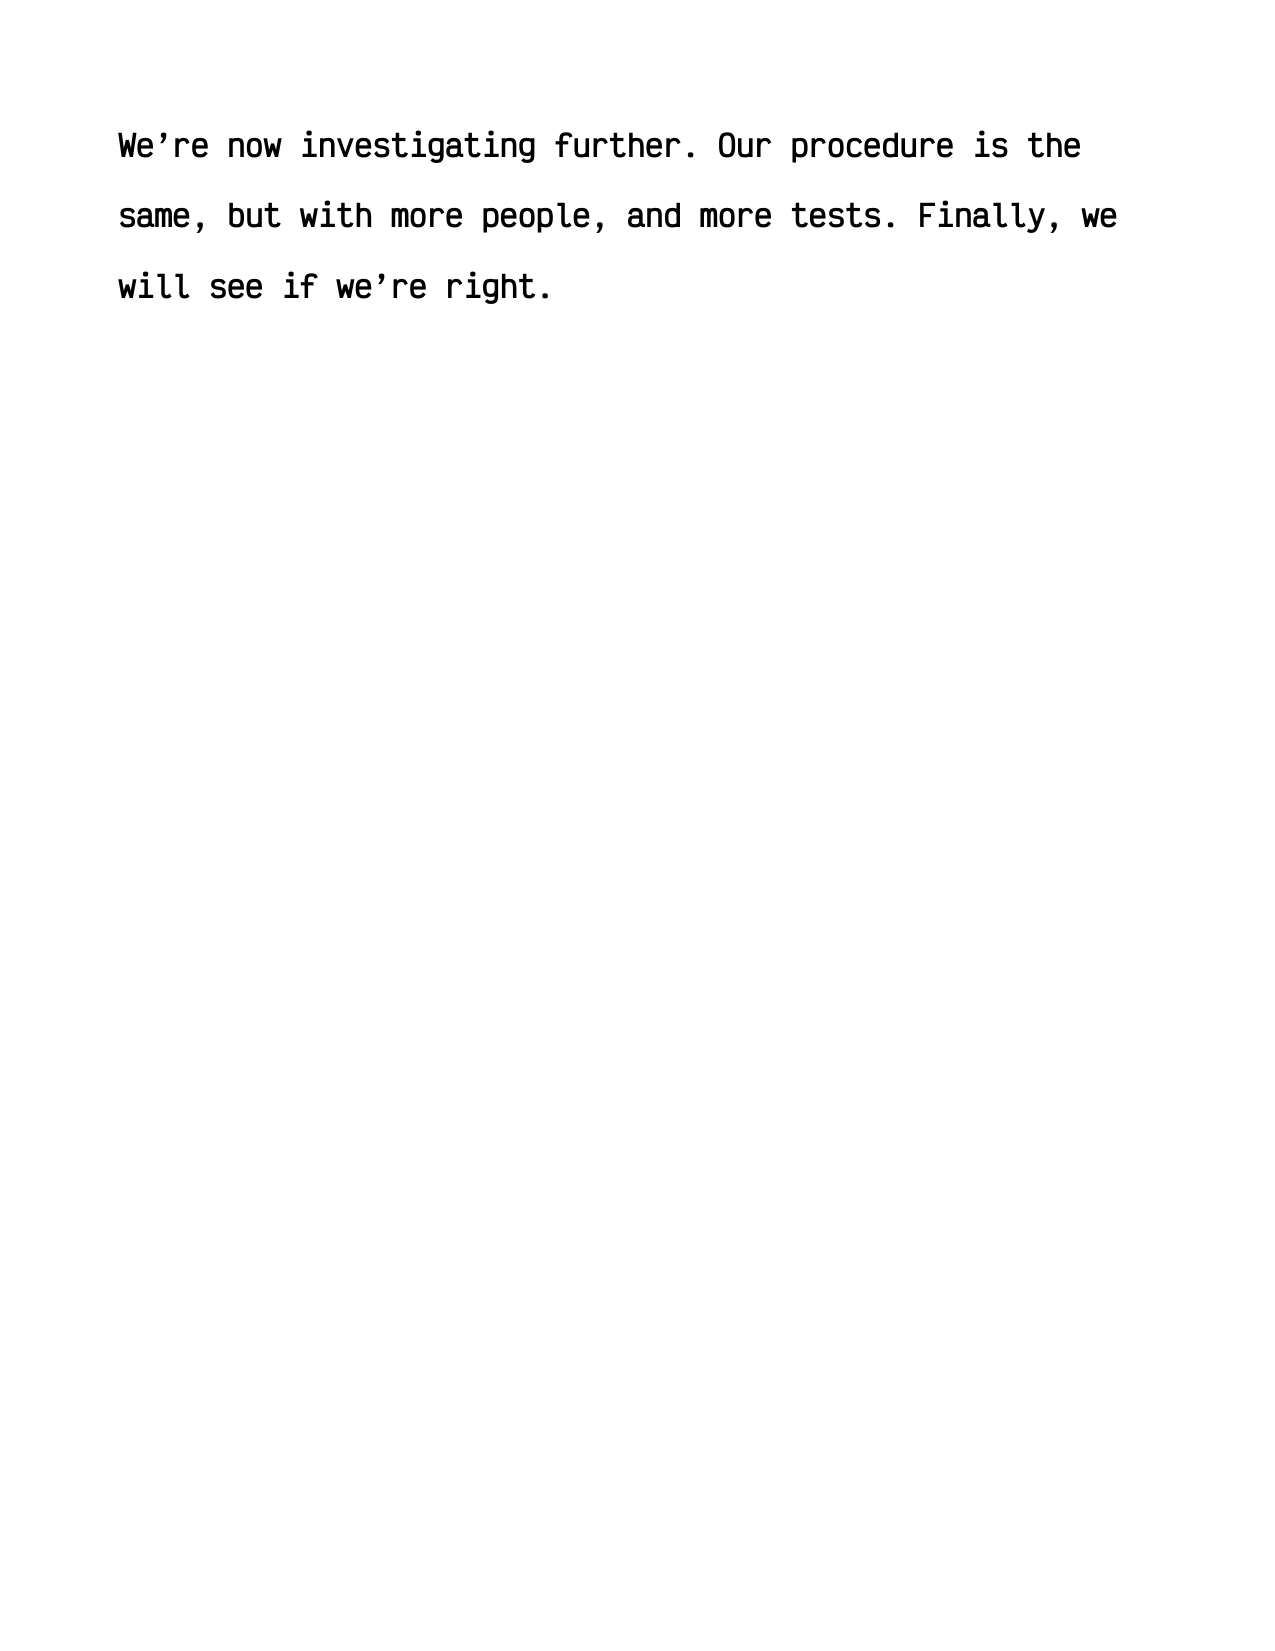 We’re now investigating further. Our procedure is the
same, but with more people, and more tests. Finally, we
will see if we’re right.